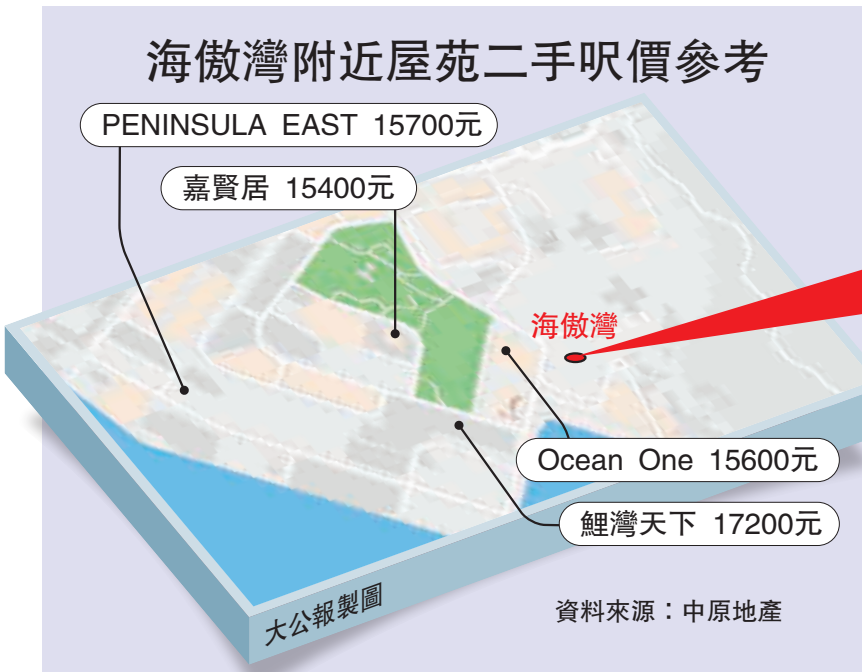 海傲灣附近屋苑二手呎價參考
PENINSULA EAST 15700元
嘉賢居 15400元
海傲灣
Ocean One 15600元
鯉灣天下 17200元
大公報製圖
資料來源：中原地產